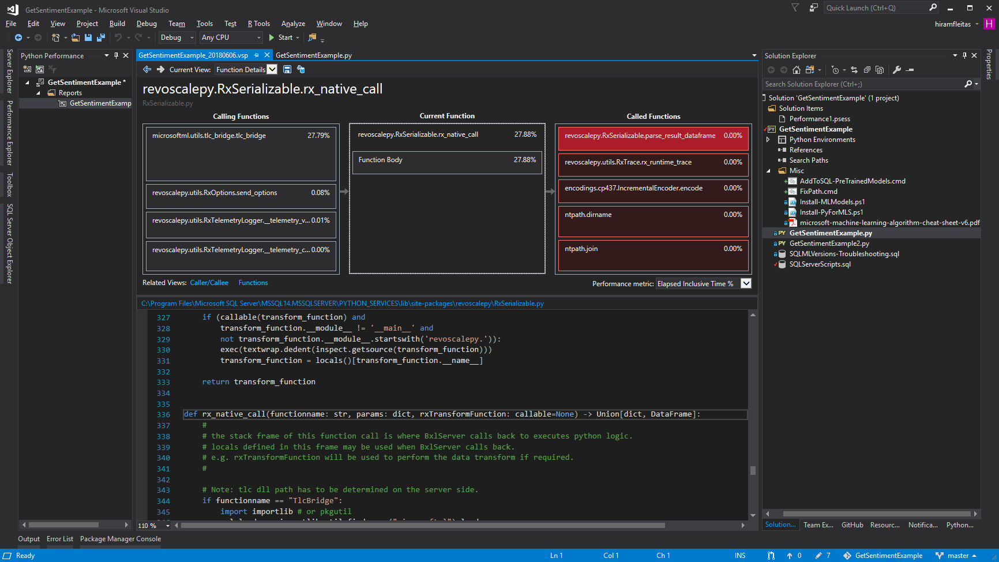 GetSentimentExample - Microsoft Visual Studio
Quick Launch (Ctrl+Q)
File Edit View Project Build Debug Team Tools Test R Tools Analyze Window Help
hiramfleitas H
Debug Any CPU Start
Server Explorer
Performance Explorer
Toolbox
SQL Server Object Explorer
Python Performance
GetSentimentExample *
Reports
GetSentimentExamp
GetSentimentExample_20180606.vsp GetSentimentExample.py
Current View: Function Details
revoscalepy.RxSerializable.rx_native_call
RxSerializable.py
Calling Functions
microsoftml.utils.tlc_bridge.tlc_bridge 27.79%
revoscalepy.utils.RxOptions.send_options 0.08%
revoscalepy.utils.RxTelemetryLogger.__telemetry_v... 0.01%
revoscalepy.utils.RxTelemetryLogger.__telemetry_c... 0.00%
Current Function
revoscalepy.RxSerializable.rx_native_call 27.88%
Function Body 27.88%
Called Functions
revoscalepy.RxSerializable.parse_result_dataframe 0.00%
revoscalepy.utils.RxTrace.rx_runtime_trace 0.00%
encodings.cp437.IncrementalEncoder.encode 0.00%
ntpath.dirname 0.00%
ntpath.join 0.00%
Related Views: Caller/Callee Functions
Performance metric: Elapsed Inclusive Time %
C:\Program Files\Microsoft SQL Server\MSSQL14.MSSQLSERVER\PYTHON_SERVICES\lib\site-packages\revoscalepy\RxSerializable.py
327 if (callable(transform_function) and
328 transform_function.__module__ != '__main__' and
329 not transform_function.__module__.startswith('revoscalepy.')):
330 exec(textwrap.dedent(inspect.getsource(transform_function)))
331 transform_function = locals()[transform_function.__name__]
332
333 return transform_function
334
335
336 def rx_native_call(functionname: str, params: dict, rxTransformFunction: callable=None) -> Union[dict, DataFrame]:
337 #
338 # the stack frame of this function call is where BxlServer calls back to executes python logic.
339 # locals defined in this frame may be used when BxlServer calls back.
340 # e.g. rxTransformFunction will be used to perform the data transform if required.
341 #
342
343 # Note: tlc dll path has to be determined on the server side.
344 if functionname == "TlcBridge":
345 import importlib # or pkgutil
110 %
Solution Explorer
Search Solution Explorer (Ctrl+;)
Solution 'GetSentimentExample' (1 project)
Solution Items
Performance1.psess
PY GetSentimentExample
Python Environments
References
Search Paths
Misc
AddToSQL-PreTrainedModels.cmd
FixPath.cmd
Install-MLModels.ps1
Install-PyForMLS.ps1
microsoft-machine-learning-algorithm-cheat-sheet-v6.pdf
PY GetSentimentExample.py
PY GetSentimentExample2.py
SQLMLVersions-Troubleshooting.sql
SQLServerScripts.sql
Solution... Team Ex... GitHub Resourc... Notifica... Python...
Properties
Output Error List Package Manager Console
Ready Ln 1 Col 1 Ch 1 INS 0 7 GetSentimentExample master